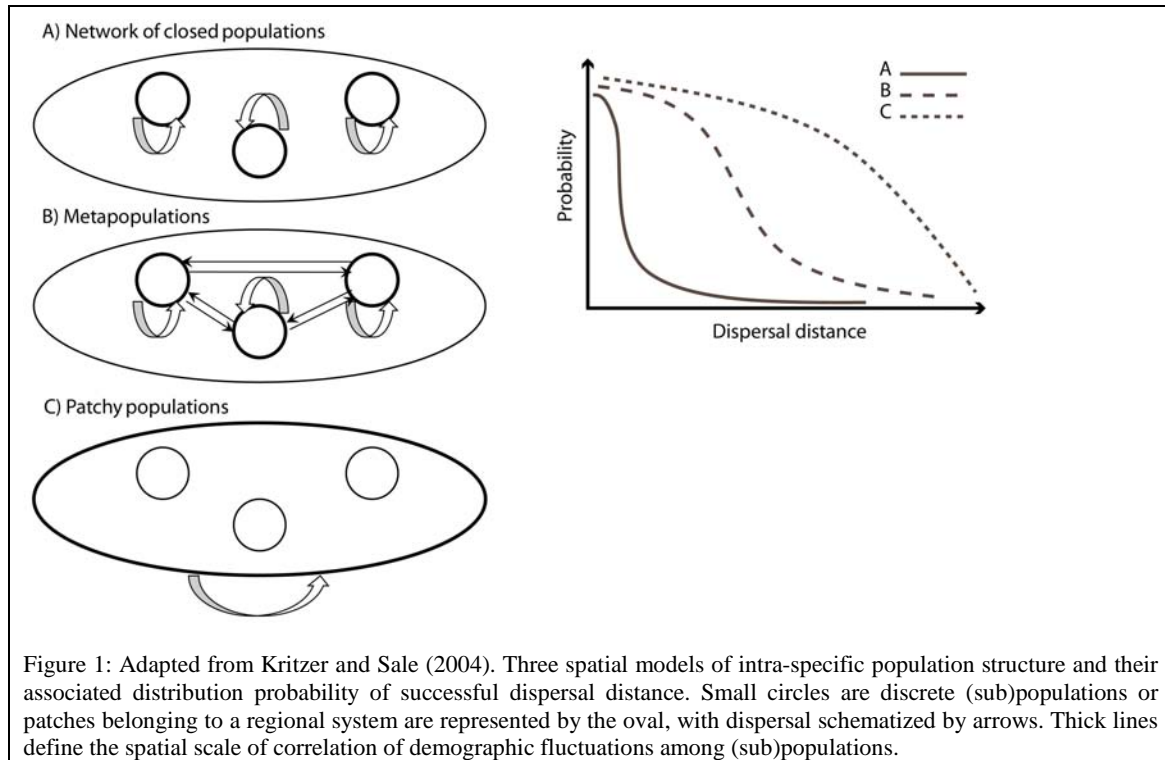 A) Network of closed populations
B) Metapopulations
C) Patchy populations
A
B
C
Probability
Dispersal distance
Figure 1: Adapted from Kritzer and Sale (2004). Three spatial models of intra-specific population structure and their
associated distribution probability of successful dispersal distance. Small circles are discrete (sub)populations or
patches belonging to a regional system are represented by the oval, with dispersal schematized by arrows. Thick lines
define the spatial scale of correlation of demographic fluctuations among (sub)populations.